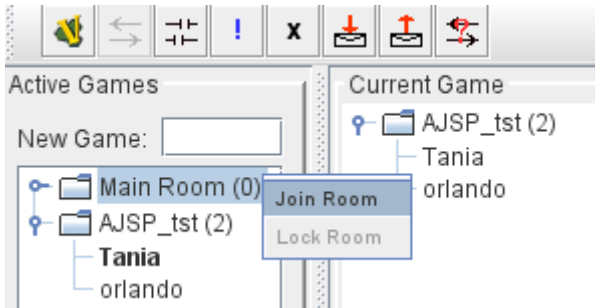 Active Games
New Game:
Main Room (0)
AJSP_tst (2)
Tania
orlando
Join Room
Lock Room
Current Game
AJSP_tst (2)
Tania
orlando